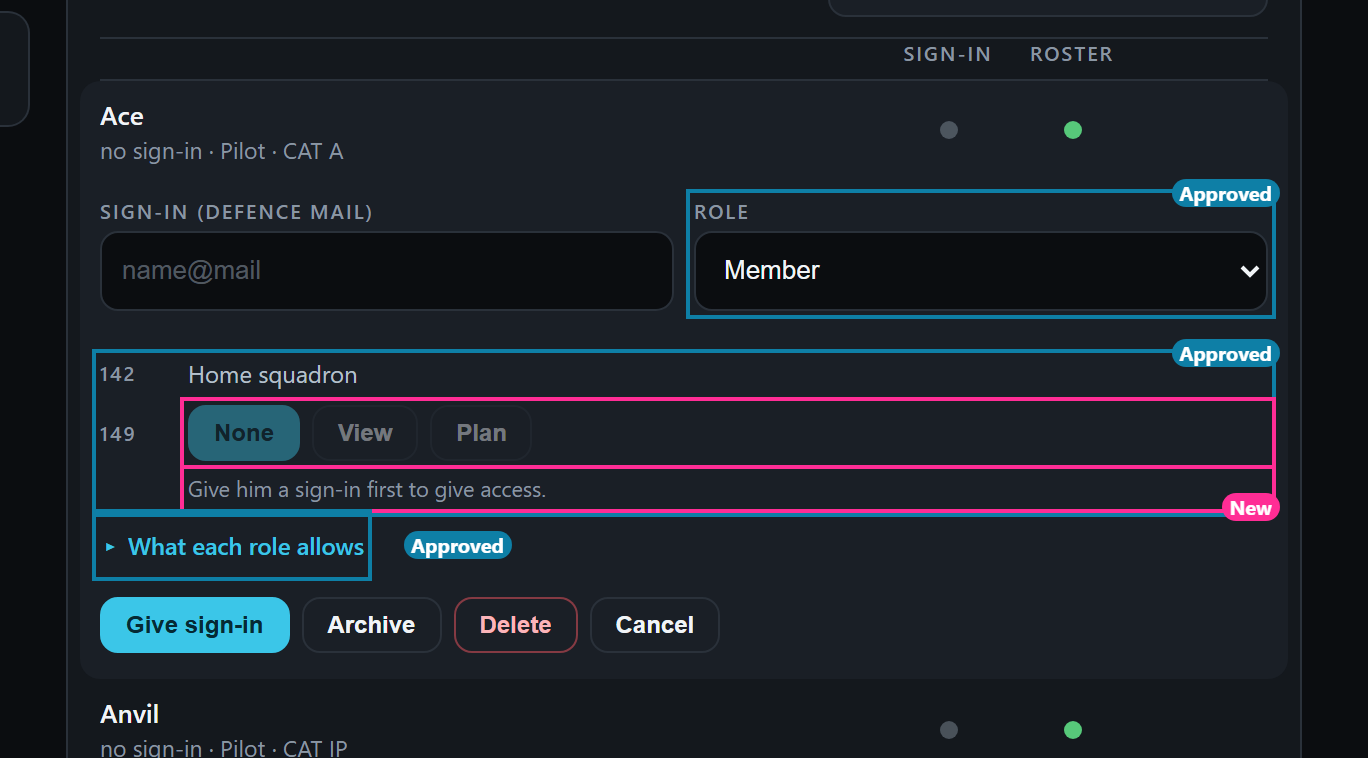 SIGN-IN ROSTER
Ace
no sign-in · Pilot · CAT A
Approved
SIGN-IN (DEFENCE MAIL) ROLE
name@mail Member
Approved
142 Home squadron
149 None View Plan
Give him a sign-in first to give access.
New
▸ What each role allows Approved
Give sign-in Archive Delete Cancel
Anvil
no sign-in · Pilot · CAT IP